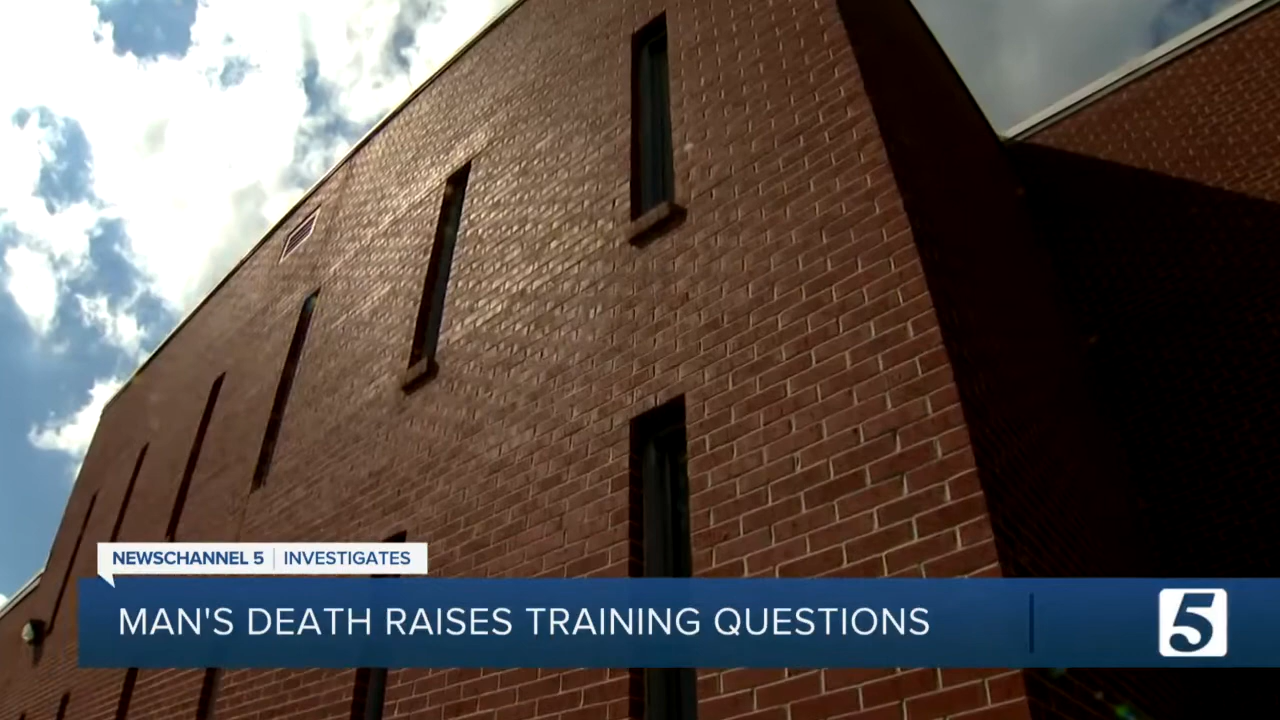 NEWSCHANNEL 5 | INVESTIGATES
MAN'S DEATH RAISES TRAINING QUESTIONS
5